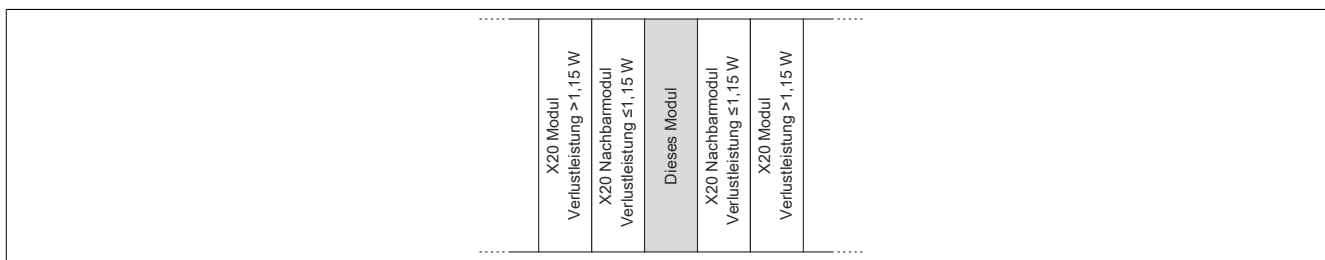 X20 Modul
Verlustleistung >1,15 W
X20 Nachbarmodul
Verlustleistung ≤1,15 W
Dieses Modul
X20 Nachbarmodul
Verlustleistung ≤1,15 W
X20 Modul
Verlustleistung >1,15 W